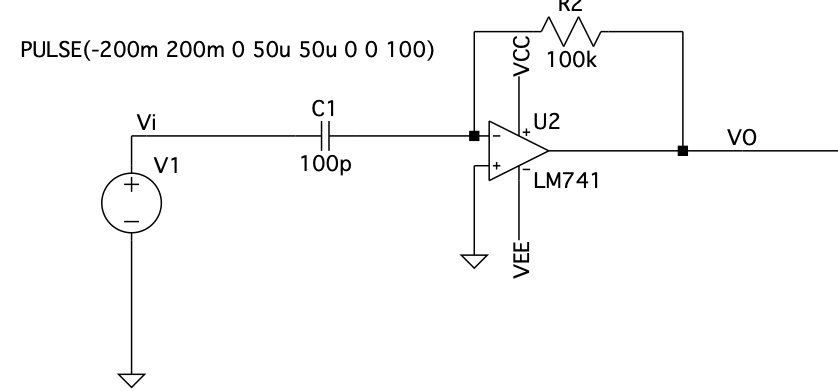 R2
PULSE(-200m 200m 0 50u 50u 0 0 100)
VCC
100k
C1
Vi
U2
VO
V1
100p
LM741
VEE